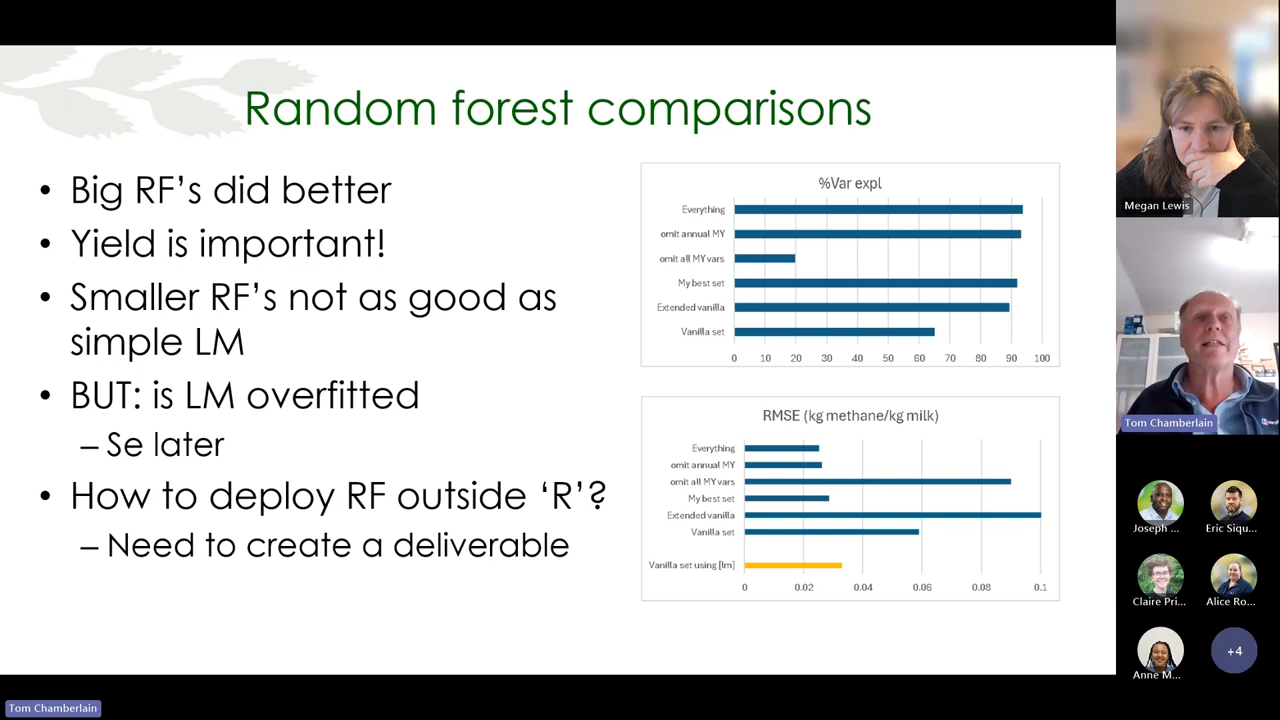 Random forest comparisons
• Big RF's did better
• Yield is important!
• Smaller RF's not as good as
simple LM
• BUT: is LM overfitted
– Se later
• How to deploy RF outside 'R'?
– Need to create a deliverable
%Var expl
Everything
omit annual MY
omit all MY vars
My best set
Extended vanilla
Vanilla set
0 10 20 30 40 50 60 70 80 90 100
RMSE (kg methane/kg milk)
Everything
omit annual MY
omit all MY vars
My best set
Extended vanilla
Vanilla set
Vanilla set using [lm]
0 0.02 0.04 0.06 0.08 0.1
Megan Lewis
Tom Chamberlain
Joseph ... Eric Siqu...
Claire Pri... Alice Ro...
Anne M... +4
Tom Chamberlain